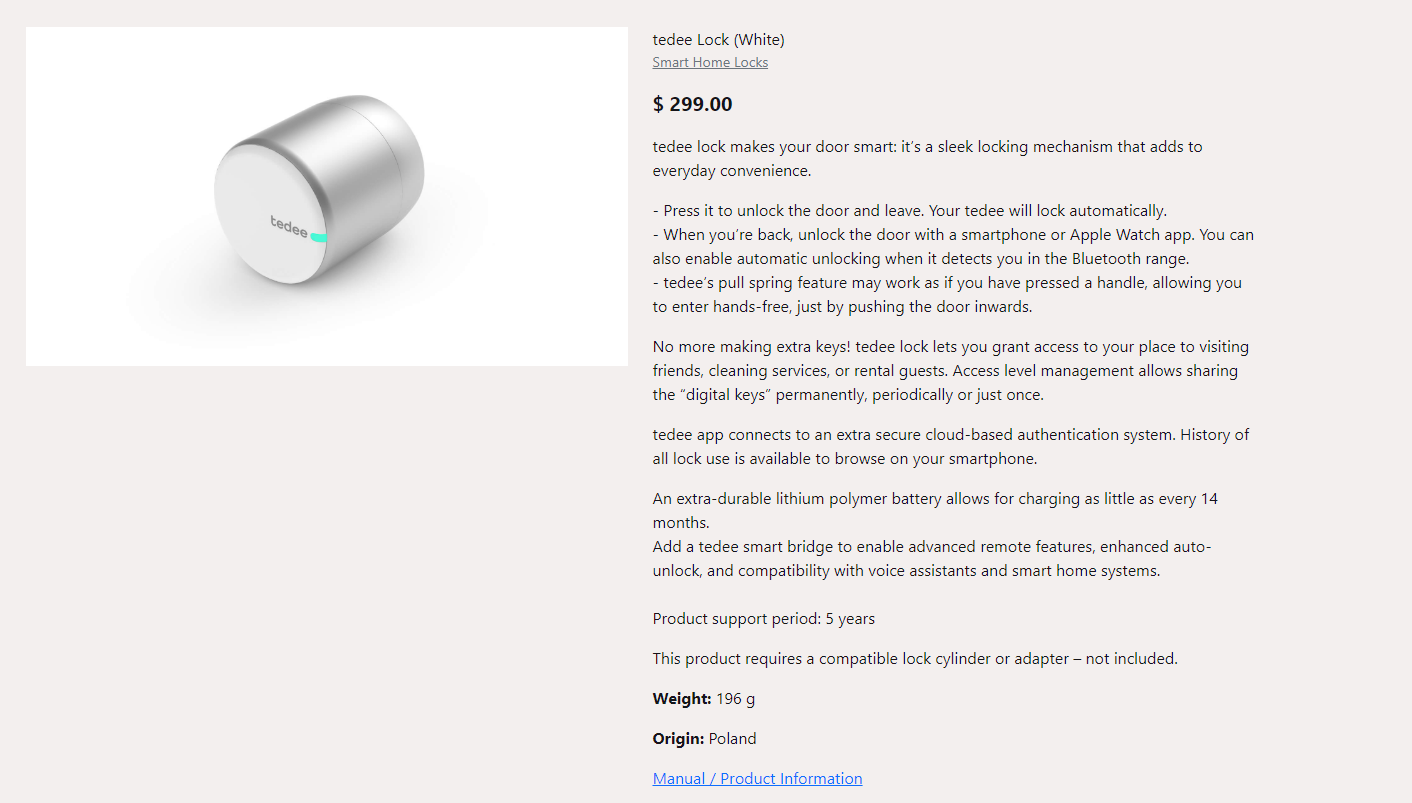 tedee
tedee Lock (White)
Smart Home Locks
$ 299.00
tedee lock makes your door smart: it’s a sleek locking mechanism that adds to
everyday convenience.
- Press it to unlock the door and leave. Your tedee will lock automatically.
- When you’re back, unlock the door with a smartphone or Apple Watch app. You can
also enable automatic unlocking when it detects you in the Bluetooth range.
- tedee’s pull spring feature may work as if you have pressed a handle, allowing you
to enter hands-free, just by pushing the door inwards.
No more making extra keys! tedee lock lets you grant access to your place to visiting
friends, cleaning services, or rental guests. Access level management allows sharing
the “digital keys” permanently, periodically or just once.
tedee app connects to an extra secure cloud-based authentication system. History of
all lock use is available to browse on your smartphone.
An extra-durable lithium polymer battery allows for charging as little as every 14
months.
Add a tedee smart bridge to enable advanced remote features, enhanced auto-
unlock, and compatibility with voice assistants and smart home systems.
Product support period: 5 years
This product requires a compatible lock cylinder or adapter – not included.
Weight: 196 g
Origin: Poland
Manual / Product Information